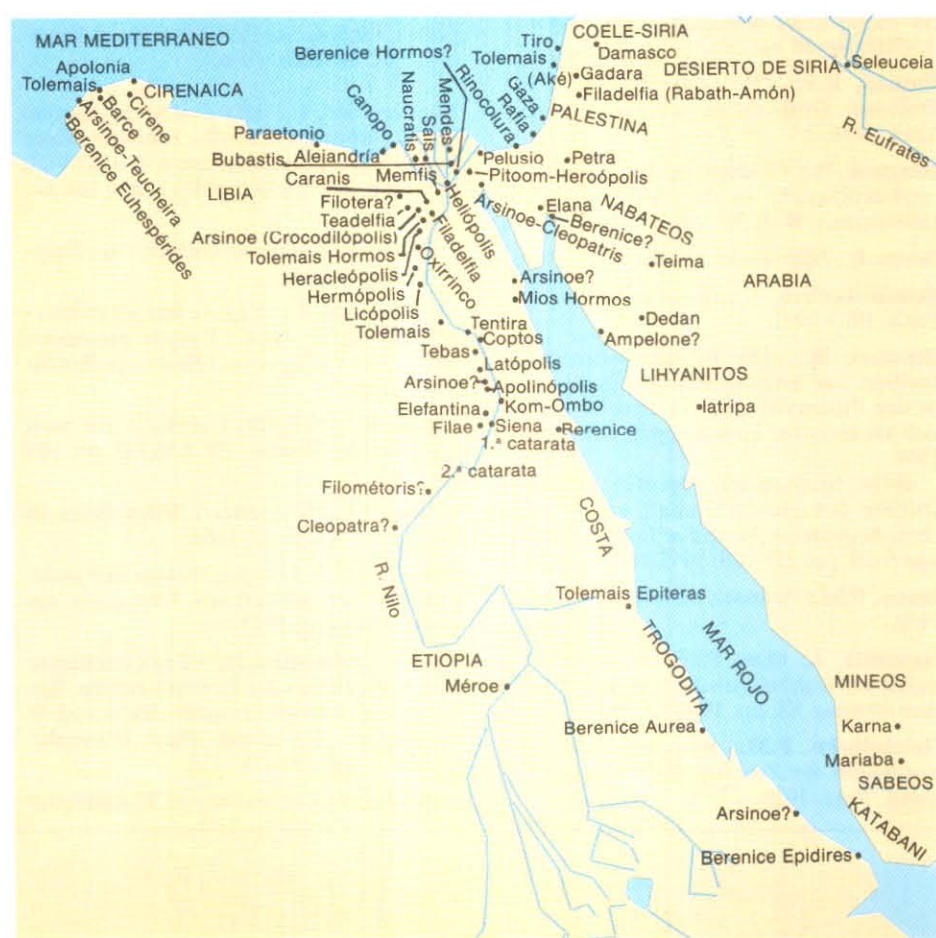 MAR MEDITERRANEO
Apolonia
Tolemais
CIRENAICA
Cirene
Barce
Arsinoe-Teucheira
Berenice Euhespérides
Paraetonio
Berenice Hormos?
Canopo
Naucratis
Sais
Mendes
Rinocolura
Rafia
Gaza
Tiro
Tolemais
(Aké)
COELE-SIRIA
Damasco
Gadara
Filadelfia (Rabath-Amón)
DESIERTO DE SIRIA
Seleuceia
R. Eufrates
PALESTINA
Bubastis
Alejandría
Memfis
Pelusio
Petra
Pitoom-Heroópolis
LIBIA
Caranis
Filotera?
Teadelfia
Arsinoe (Crocodilópolis)
Tolemais Hormos
Heracleópolis
Hermópolis
Licópolis
Tolemais
Heliópolis
Filadelfia
Oxirrinco
Arsinoe-Cleopatris
Elana
Berenice?
NABATEOS
Teima
ARABIA
Arsinoe?
Mios Hormos
Dedan
Ampelone?
Tentira
Coptos
Tebas
Latópolis
Arsinoe?
Apolinópolis
LIHYANITOS
Iatripa
Elefantina
Kom-Ombo
Filae
Siena
Berenice
1.ª catarata
2.ª catarata
Filométoris?
Cleopatra?
R. Nilo
COSTA
TROGODITA
Tolemais Epiteras
MAR ROJO
ETIOPIA
Méroe
MINEOS
Berenice Aurea
Karna
Mariaba
SABEOS
KATABANI
Arsinoe?
Berenice Epidires